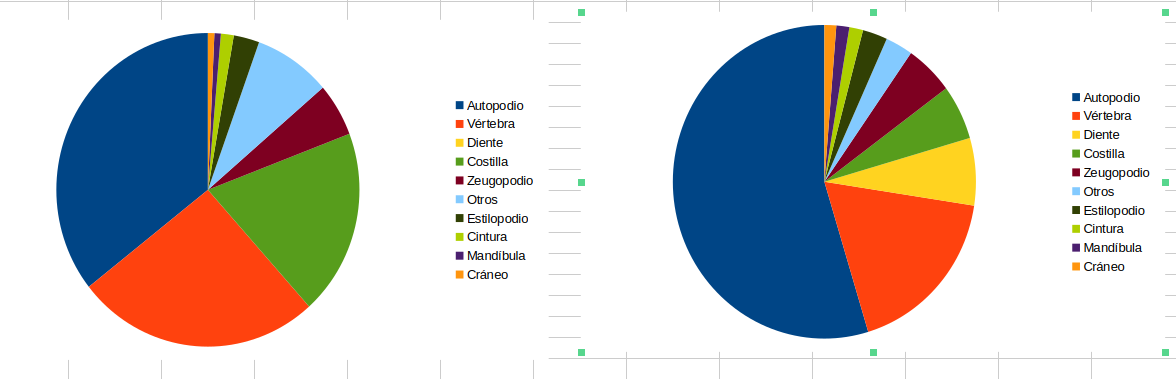 Autopodio
Vértebra
Diente
Costilla
Zeugopodio
Otros
Estilopodio
Cintura
Mandíbula
Cráneo
Autopodio
Vértebra
Diente
Costilla
Zeugopodio
Otros
Estilopodio
Cintura
Mandíbula
Cráneo